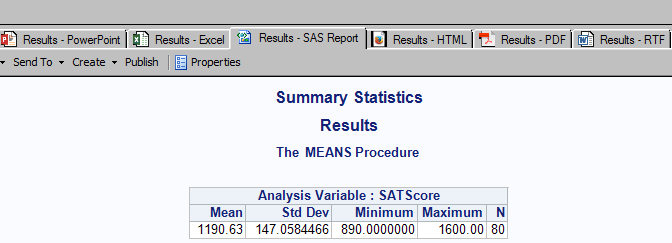 Results - PowerPoint Results - Excel Results - SAS Report Results - HTML Results - PDF Results - RTF
Send To Create Publish Properties
Summary Statistics
Results
The MEANS Procedure
Analysis Variable : SATScore
Mean Std Dev Minimum Maximum N
1190.63 147.0584466 890.0000000 1600.00 80